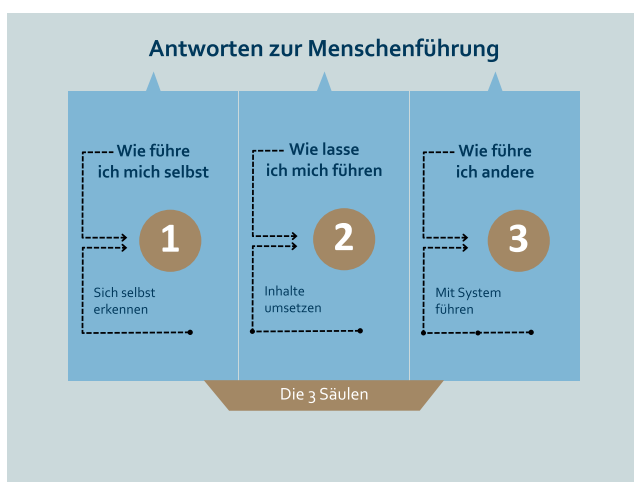 Antworten zur Menschenführung
Wie führe
ich mich selbst
1
Sich selbst
erkennen
Wie lasse
ich mich führen
2
Inhalte
umsetzen
Wie führe
ich andere
3
Mit System
führen
Die 3 Säulen